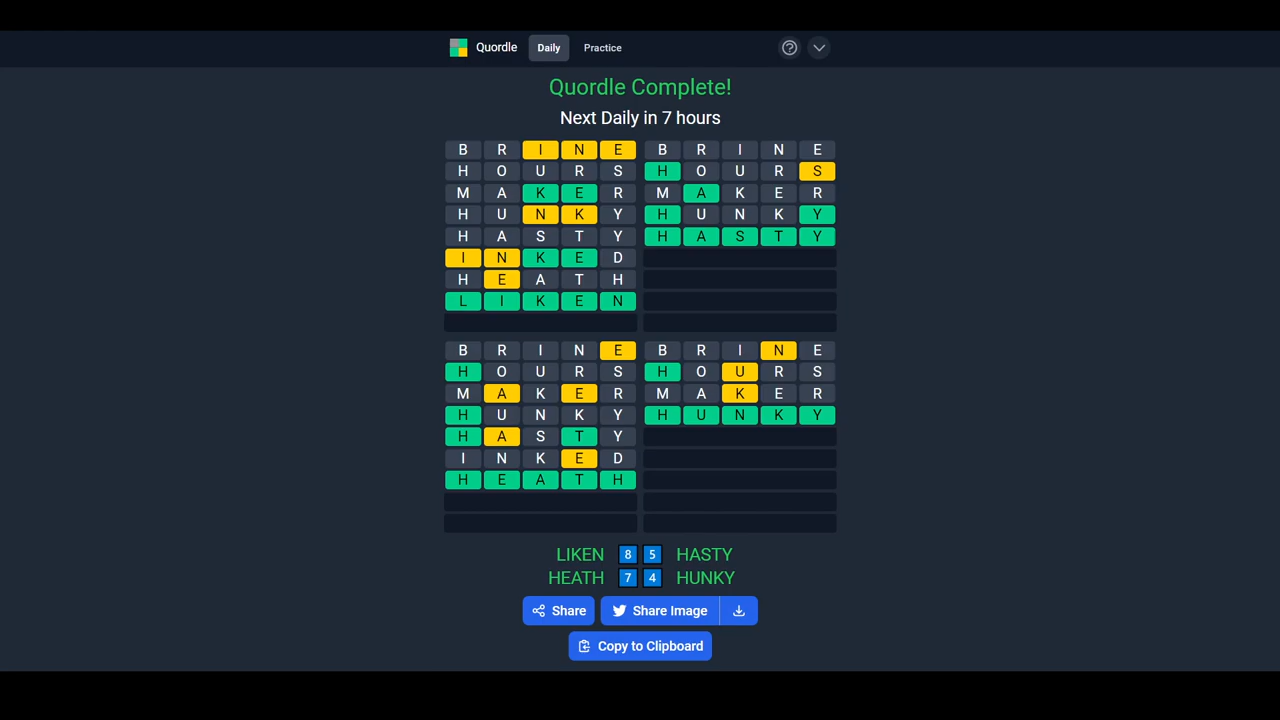 Quordle Daily Practice
Quordle Complete!
Next Daily in 7 hours
B R I N E B R I N E
H O U R S H O U R S
M A K E R M A K E R
H U N K Y H U N K Y
H A S T Y H A S T Y
I N K E D
H E A T H
L I K E N
B R I N E B R I N E
H O U R S H O U R S
M A K E R M A K E R
H U N K Y H U N K Y
H A S T Y
I N K E D
H E A T H
LIKEN 8 5 HASTY
HEATH 7 4 HUNKY
Share Share Image
Copy to Clipboard